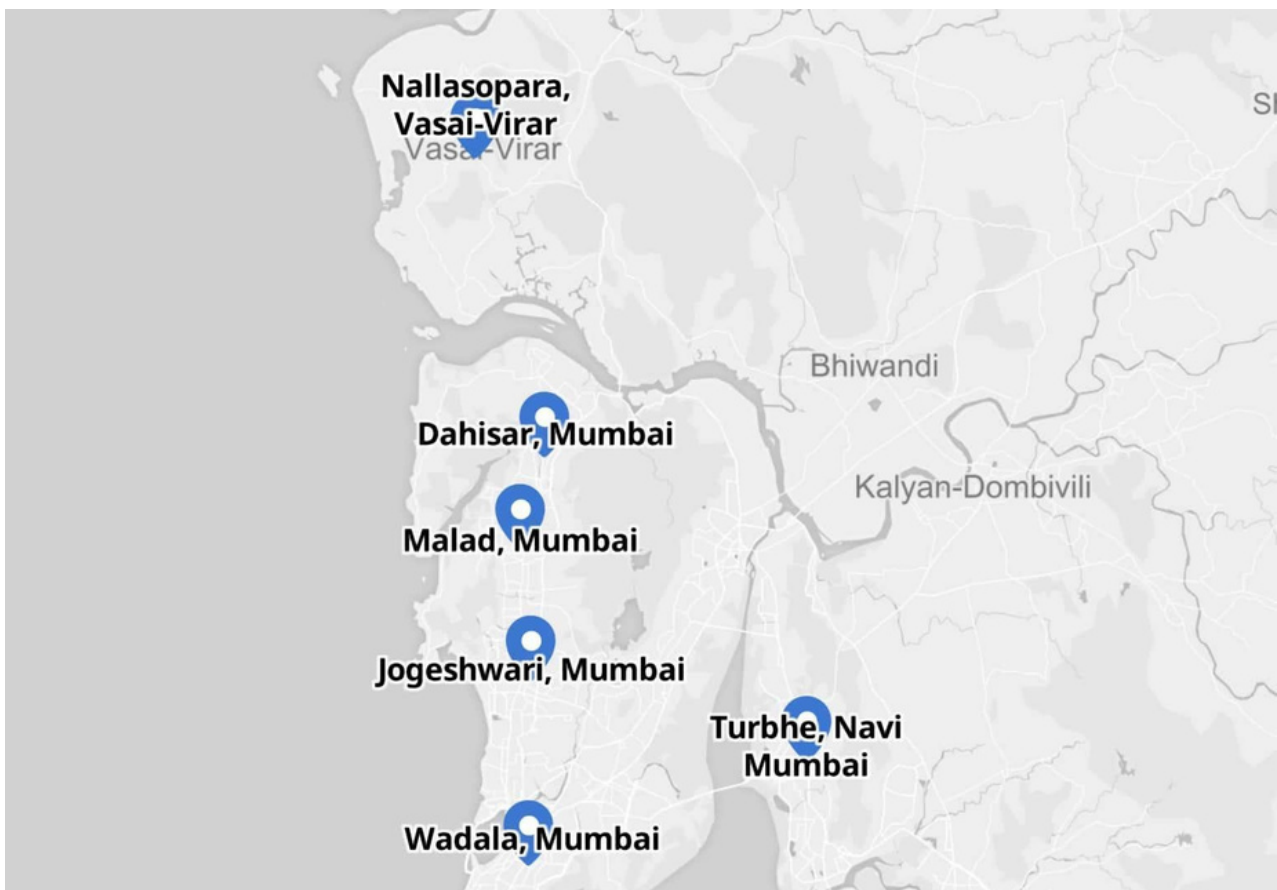 Nallasopara,
Vasai-Virar
Vasai-Virar
Bhiwandi
Dahisar, Mumbai
Kalyan-Dombivili
Malad, Mumbai
Jogeshwari, Mumbai
Turbhe, Navi
Mumbai
Wadala, Mumbai